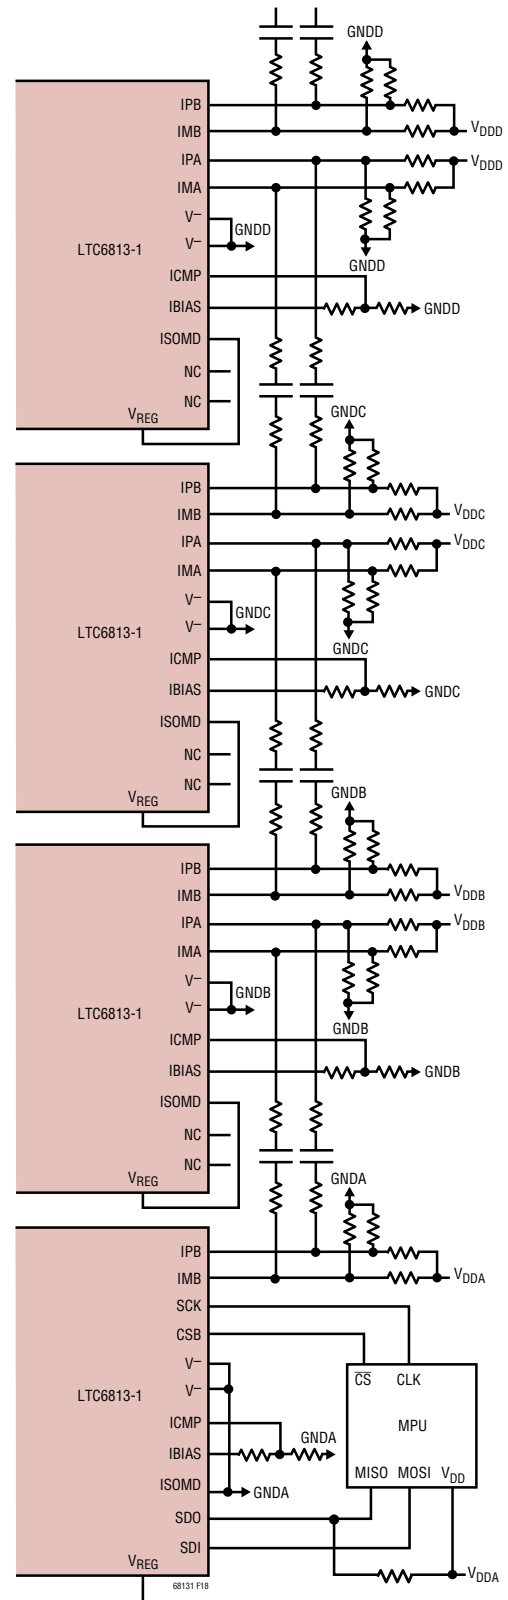 GNDD
IPB
IMB
VDDD
IPA
VDDD
IMA
V–
GNDD
V–
GNDD
LTC6813-1
ICMP
IBIAS
GNDD
ISOMD
NC
NC
VREG
GNDC
IPB
IMB
VDDC
IPA
VDDC
IMA
V–
GNDC
V–
GNDC
LTC6813-1
ICMP
IBIAS
GNDC
ISOMD
NC
NC
VREG
GNDB
IPB
IMB
VDDB
IPA
VDDB
IMA
V–
GNDB
V–
GNDB
LTC6813-1
ICMP
IBIAS
GNDB
ISOMD
NC
NC
VREG
GNDA
IPB
IMB
VDDA
SCK
CSB
V–
CS CLK
V–
LTC6813-1
MPU
ICMP
GNDA
IBIAS
MISO MOSI VDD
ISOMD
GNDA
SDO
SDI
VREG
VDDA
68131 F18